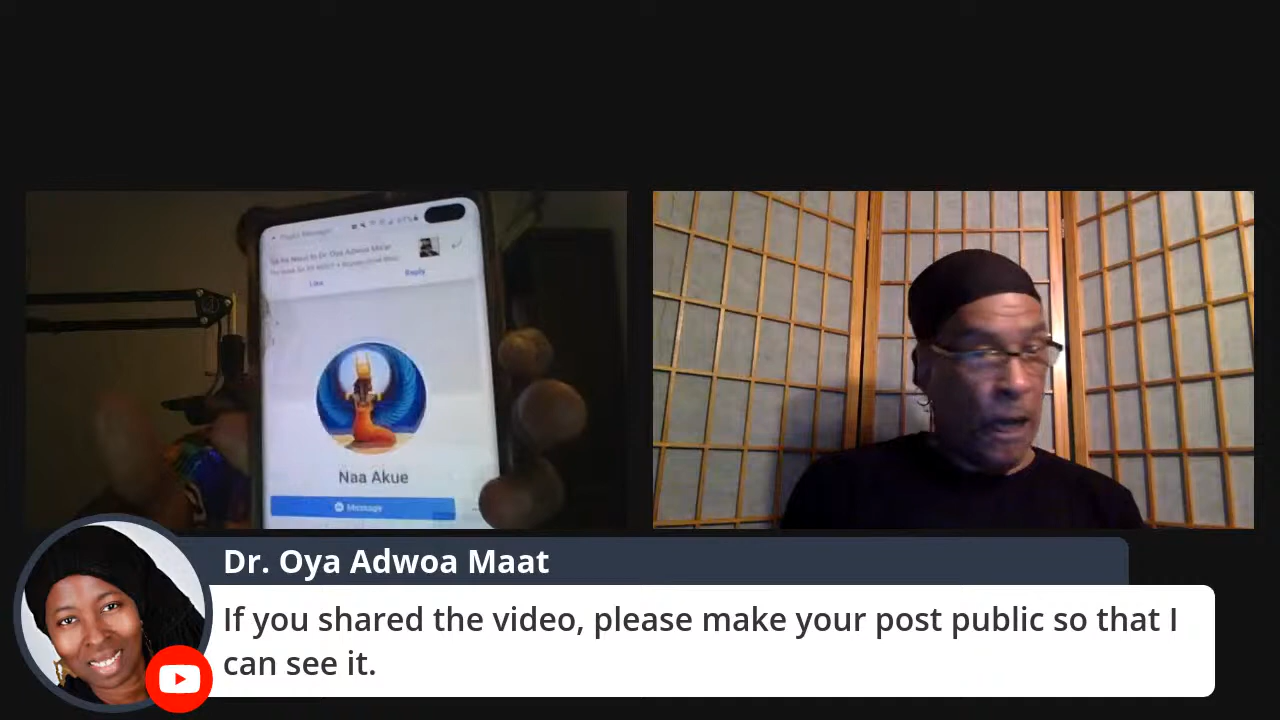 Like
Reply
Naa Akue
Message
Dr. Oya Adwoa Maat
If you shared the video, please make your post public so that I
can see it.